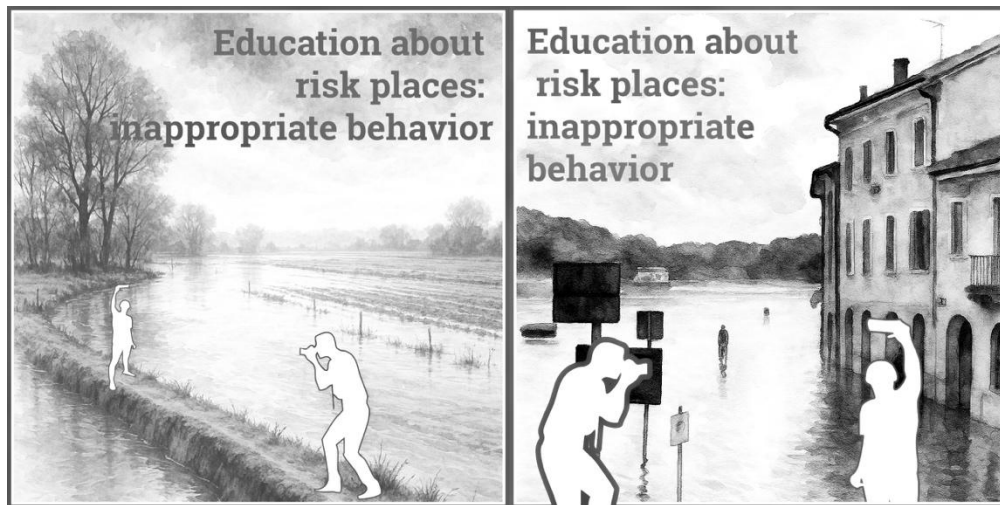 Education about
risk places:
inappropriate behavior
Education about
risk places:
inappropriate
behavior